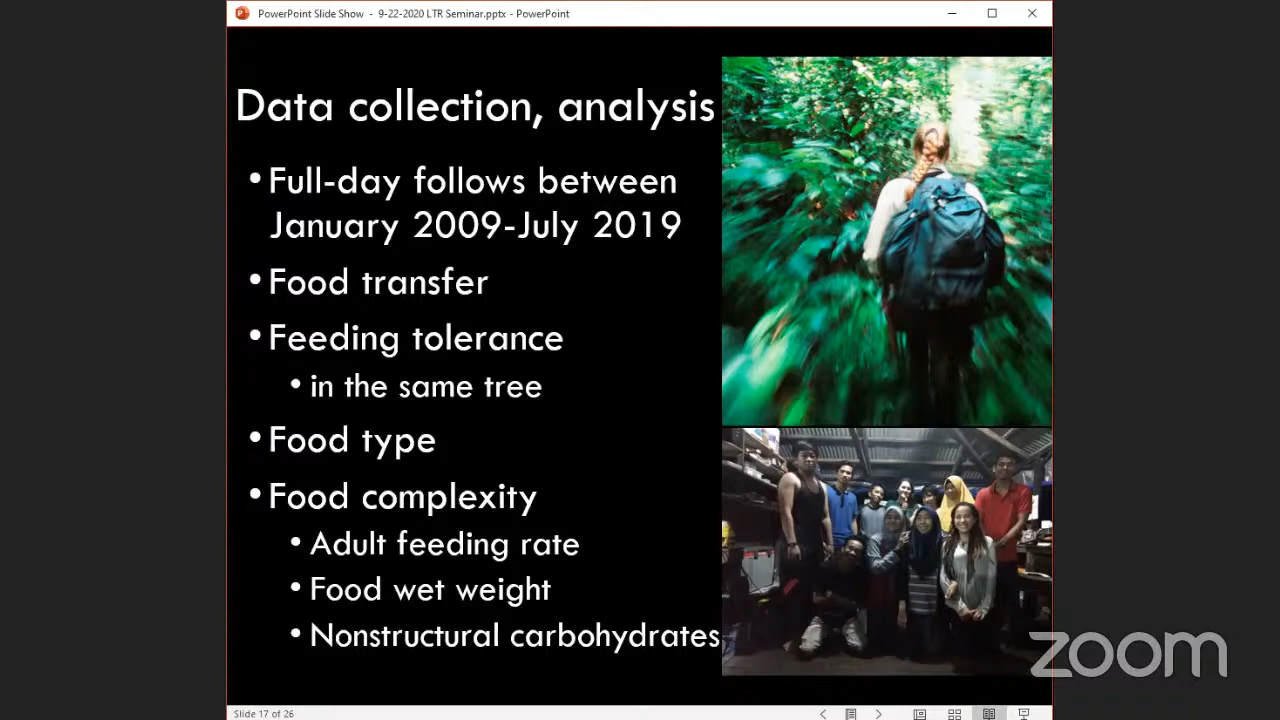 PowerPoint Slide Show - 9-22-2020 LTR Seminar.pptx - PowerPoint
Data collection, analysis
• Full-day follows between
January 2009-July 2019
• Food transfer
• Feeding tolerance
• in the same tree
• Food type
• Food complexity
• Adult feeding rate
• Food wet weight
• Nonstructural carbohydrates
zoom
Slide 17 of 26